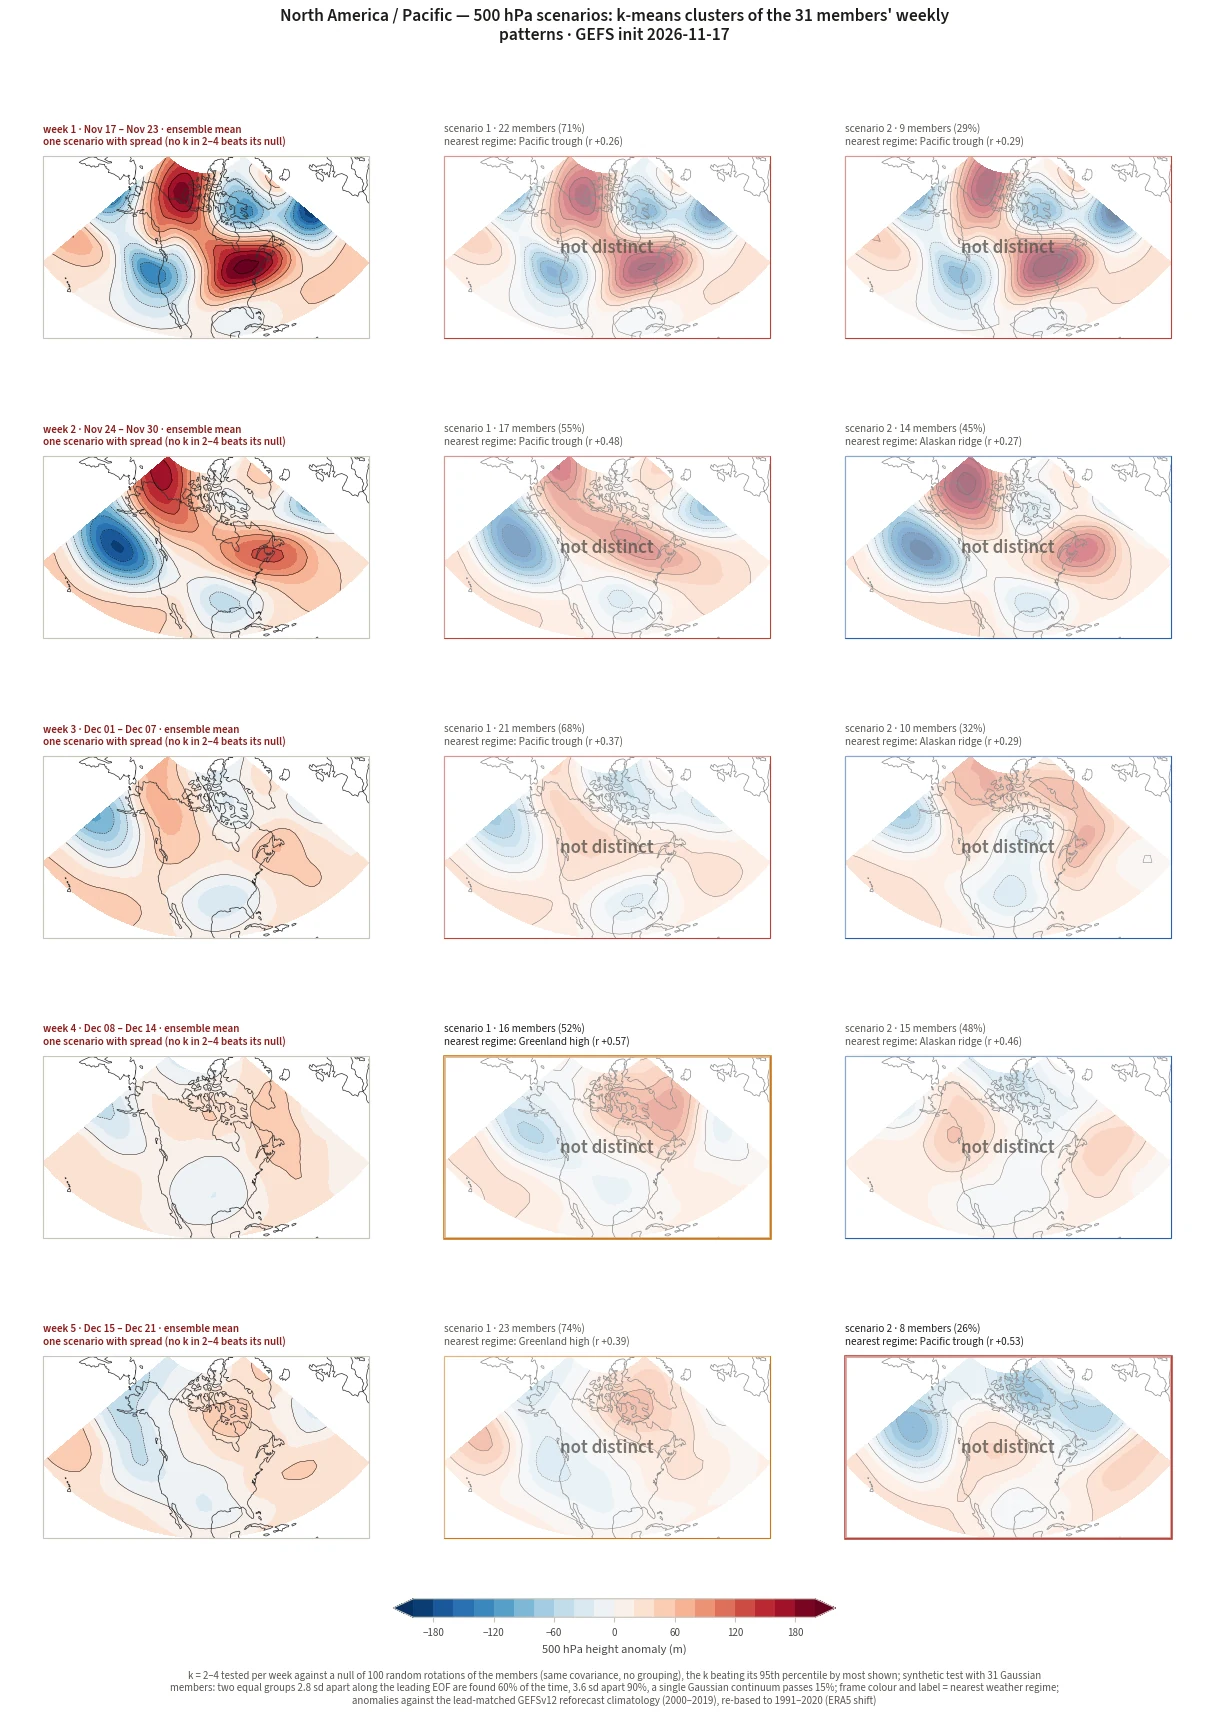 North America / Pacific — 500 hPa scenarios: k-means clusters of the 31 members' weekly
patterns · GEFS init 2026-11-17
week 1 · Nov 17 – Nov 23 · ensemble mean
one scenario with spread (no k in 2–4 beats its null)
scenario 1 · 22 members (71%)
nearest regime: Pacific trough (r +0.26)
not distinct
scenario 2 · 9 members (29%)
nearest regime: Pacific trough (r +0.29)
not distinct
week 2 · Nov 24 – Nov 30 · ensemble mean
one scenario with spread (no k in 2–4 beats its null)
scenario 1 · 17 members (55%)
nearest regime: Pacific trough (r +0.48)
not distinct
scenario 2 · 14 members (45%)
nearest regime: Alaskan ridge (r +0.27)
not distinct
week 3 · Dec 01 – Dec 07 · ensemble mean
one scenario with spread (no k in 2–4 beats its null)
scenario 1 · 21 members (68%)
nearest regime: Pacific trough (r +0.37)
not distinct
scenario 2 · 10 members (32%)
nearest regime: Alaskan ridge (r +0.29)
not distinct
week 4 · Dec 08 – Dec 14 · ensemble mean
one scenario with spread (no k in 2–4 beats its null)
scenario 1 · 16 members (52%)
nearest regime: Greenland high (r +0.57)
not distinct
scenario 2 · 15 members (48%)
nearest regime: Alaskan ridge (r +0.46)
not distinct
week 5 · Dec 15 – Dec 21 · ensemble mean
one scenario with spread (no k in 2–4 beats its null)
scenario 1 · 23 members (74%)
nearest regime: Greenland high (r +0.39)
not distinct
scenario 2 · 8 members (26%)
nearest regime: Pacific trough (r +0.53)
not distinct
−180 −120 −60 0 60 120 180
500 hPa height anomaly (m)
k = 2–4 tested per week against a null of 100 random rotations of the members (same covariance, no grouping), the k beating its 95th percentile by most shown; synthetic test with 31 Gaussian
members: two equal groups 2.8 sd apart along the leading EOF are found 60% of the time, 3.6 sd apart 90%, a single Gaussian continuum passes 15%; frame colour and label = nearest weather regime;
anomalies against the lead-matched GEFSv12 reforecast climatology (2000–2019), re-based to 1991–2020 (ERA5 shift)